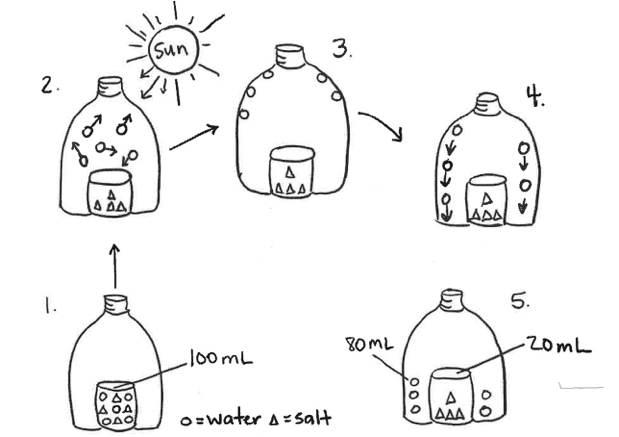 Sun
3.
2.
4.
1.
5.
100mL
80mL
20mL
o=water Δ=salt